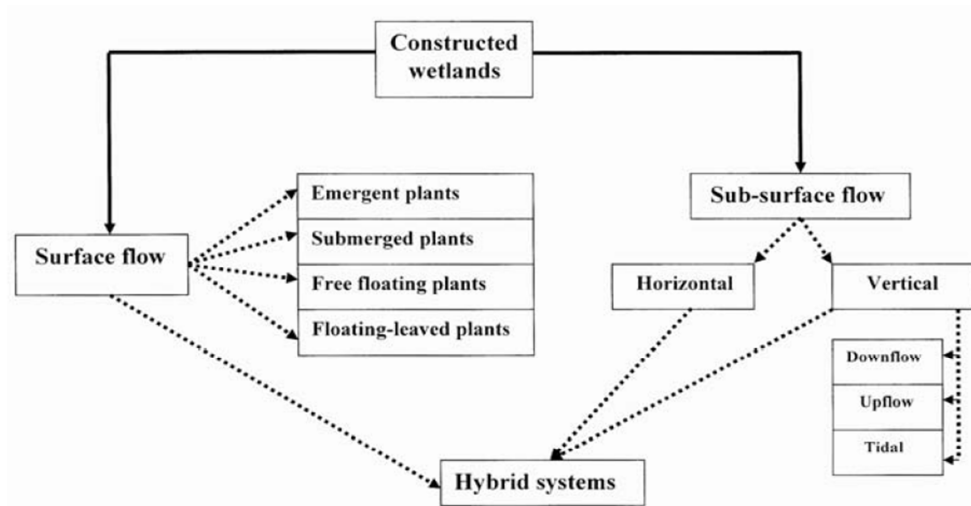 Constructed
wetlands
Emergent plants
Sub-surface flow
Submerged plants
Surface flow
Free floating plants
Horizontal
Vertical
Floating-leaved plants
Downflow
Upflow
Tidal
Hybrid systems